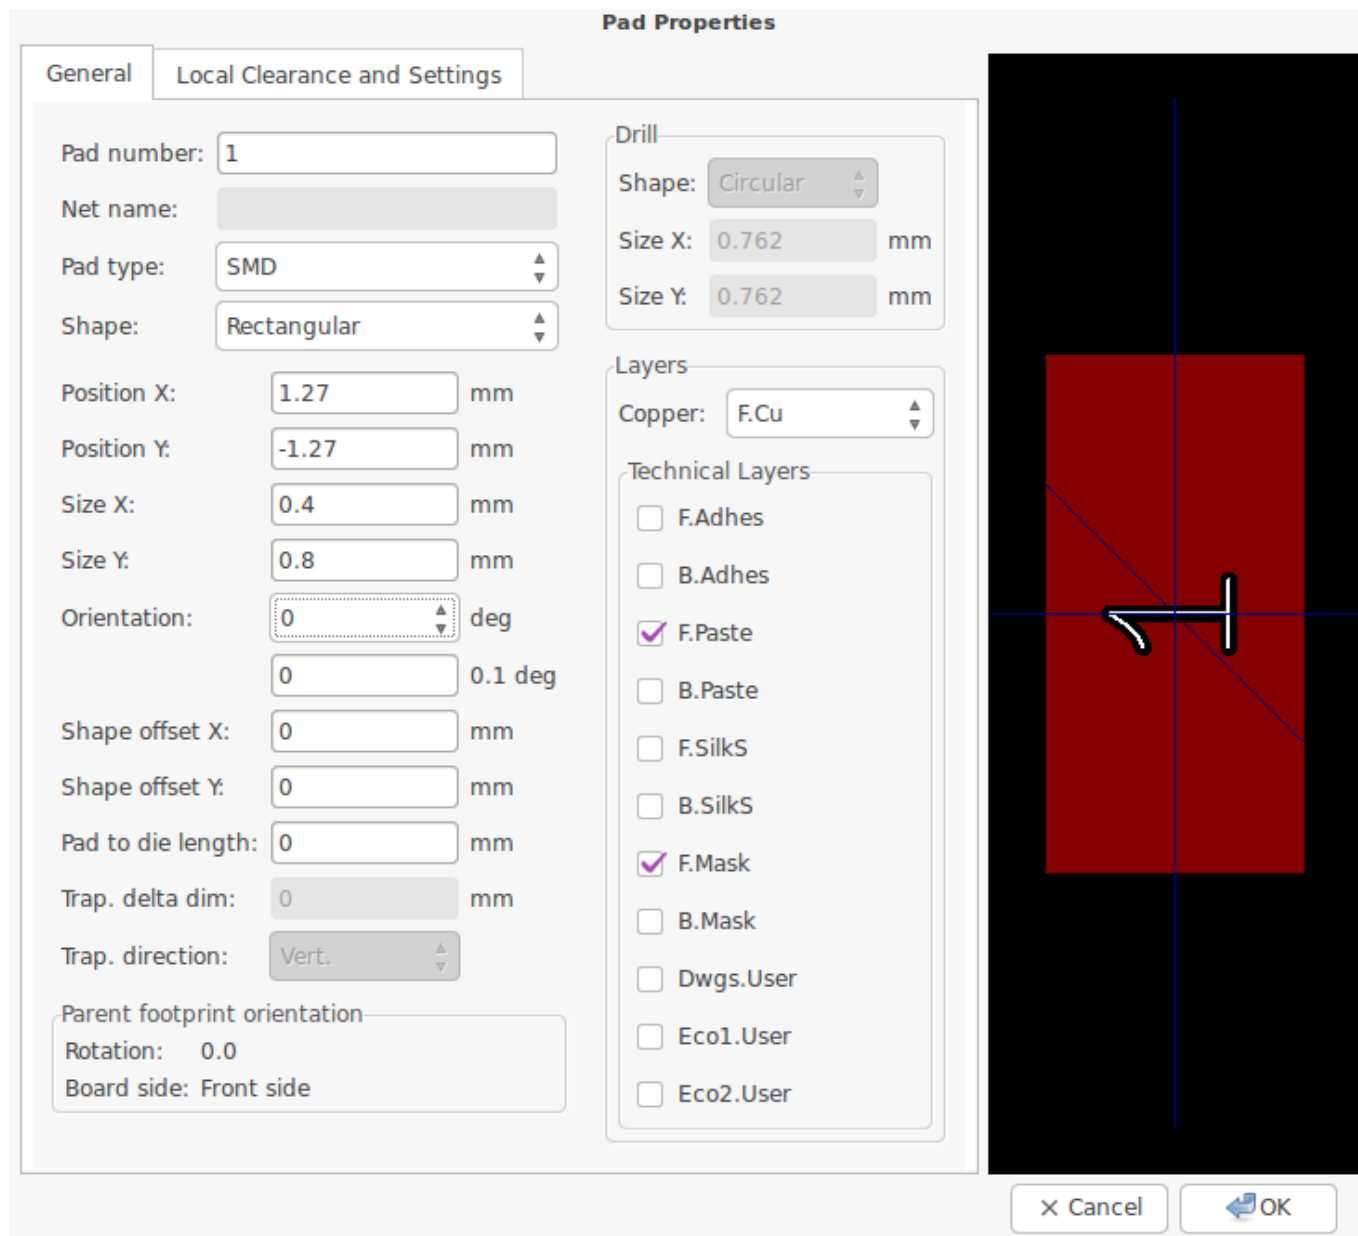 Pad Properties
General
Local Clearance and Settings
Pad number: 1
Net name:
Pad type: SMD
Shape: Rectangular
Position X: 1.27 mm
Position Y: -1.27 mm
Size X: 0.4 mm
Size Y: 0.8 mm
Orientation: 0 deg
0 0.1 deg
Shape offset X: 0 mm
Shape offset Y: 0 mm
Pad to die length: 0 mm
Trap. delta dim: 0 mm
Trap. direction: Vert.
Parent footprint orientation
Rotation: 0.0
Board side: Front side
Drill
Shape: Circular
Size X: 0.762 mm
Size Y: 0.762 mm
Layers
Copper: F.Cu
Technical Layers
F.Adhes
B.Adhes
F.Paste
B.Paste
F.SilkS
B.SilkS
F.Mask
B.Mask
Dwgs.User
Eco1.User
Eco2.User
1
Cancel
OK